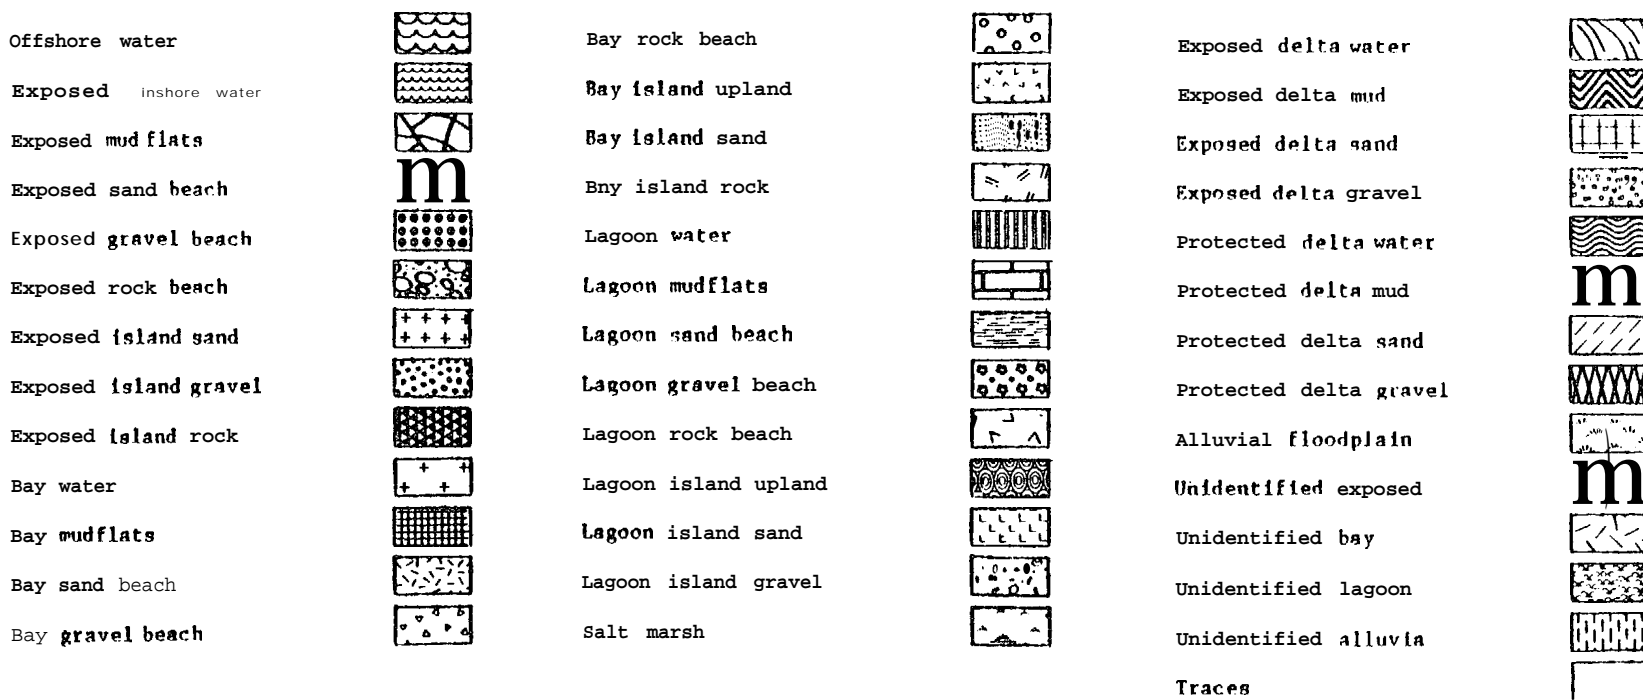 Offshore water
Exposed inshore water
Exposed mud flats
Exposed sand beach
m
Exposed gravel beach
Exposed rock beach
Exposed island sand
Exposed island gravel
Exposed island rock
Bay water
Bay mudflats
Bay sand beach
Bay gravel beach
Bay rock beach
Bay island upland
Bay island sand
Bny island rock
Lagoon water
Lagoon mudflats
Lagoon sand beach
Lagoon gravel beach
Lagoon rock beach
Lagoon island upland
Lagoon island sand
Lagoon island gravel
Salt marsh
Exposed delta water
Exposed delta mud
Exposed delta sand
Exposed delta gravel
Protected delta water
Protected delta mud
m
Protected delta sand
Protected delta gravel
Alluvial floodplain
Unidentified exposed
m
Unidentified bay
Unidentified lagoon
Unidentified alluvia
Traces